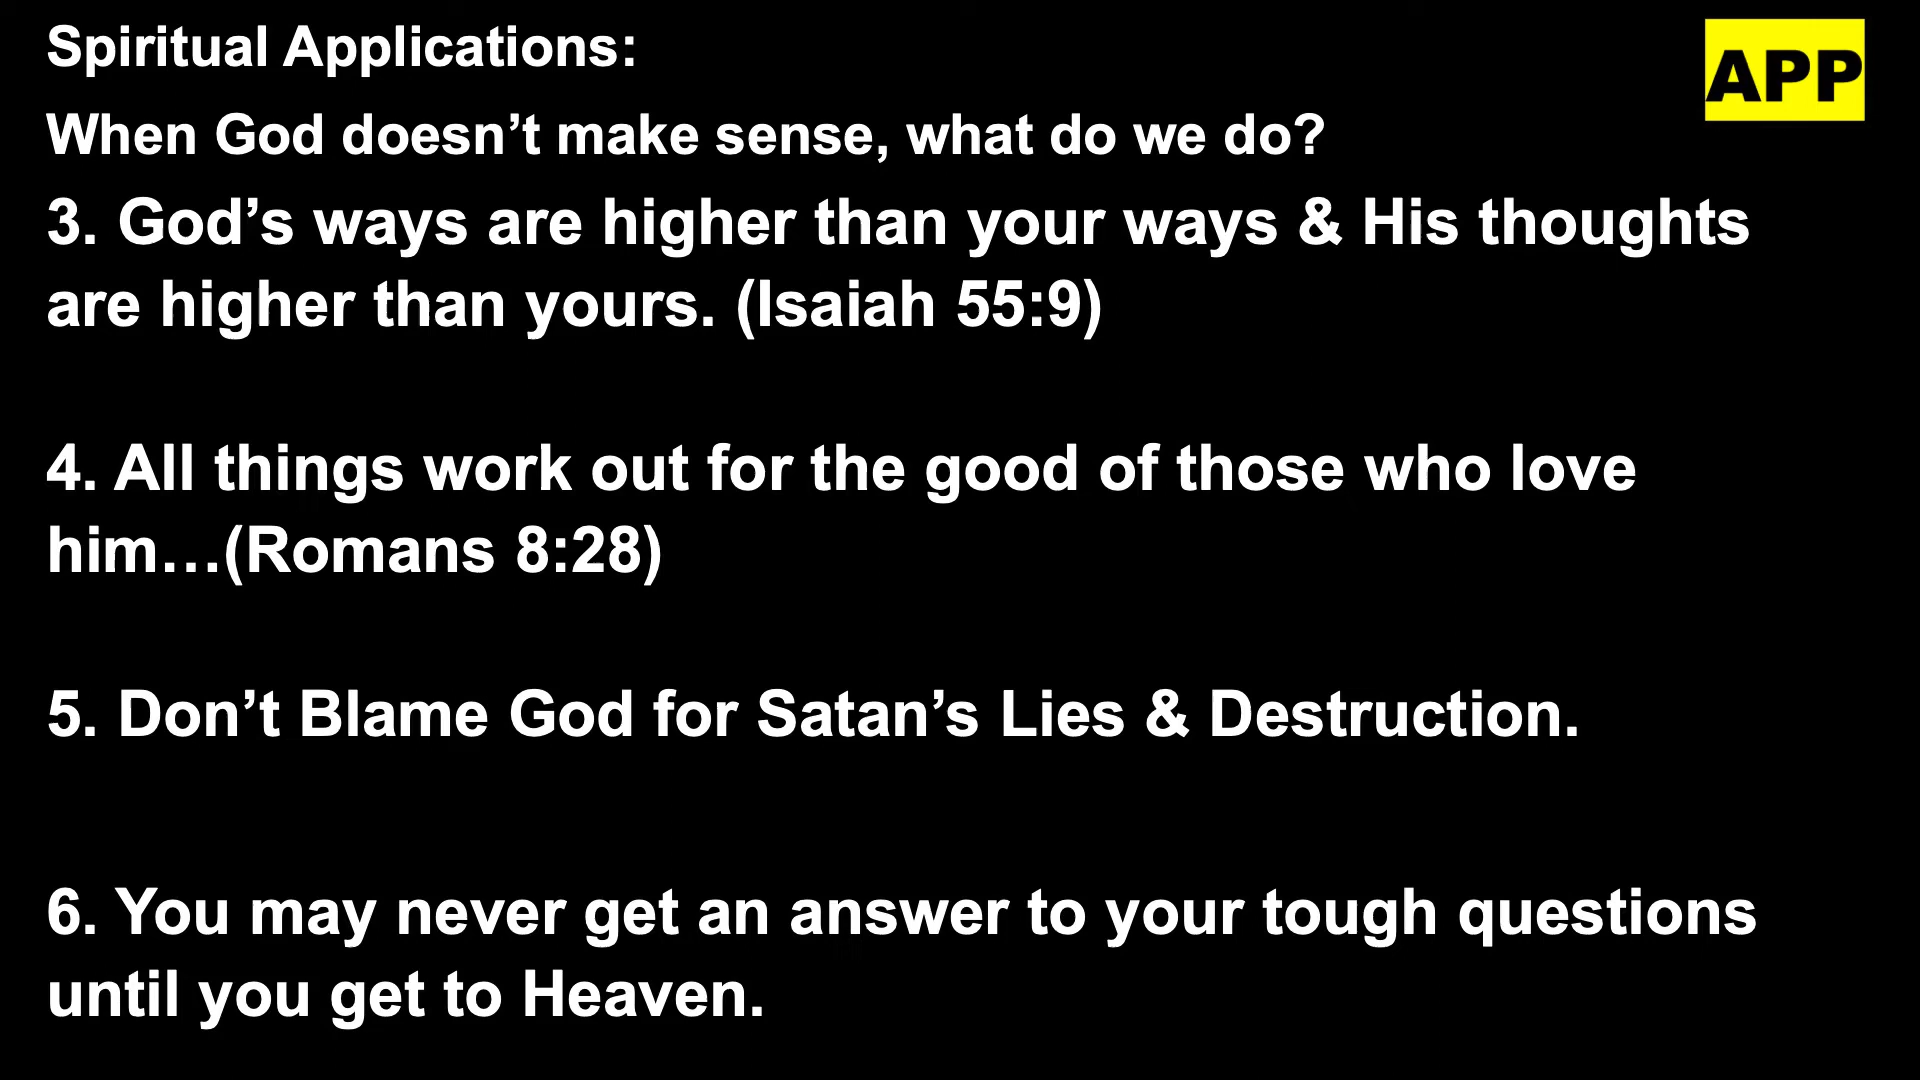 Spiritual Applications:
APP
When God doesn’t make sense, what do we do?
3. God’s ways are higher than your ways & His thoughts
are higher than yours. (Isaiah 55:9)
4. All things work out for the good of those who love
him…(Romans 8:28)
5. Don’t Blame God for Satan’s Lies & Destruction.
6. You may never get an answer to your tough questions
until you get to Heaven.